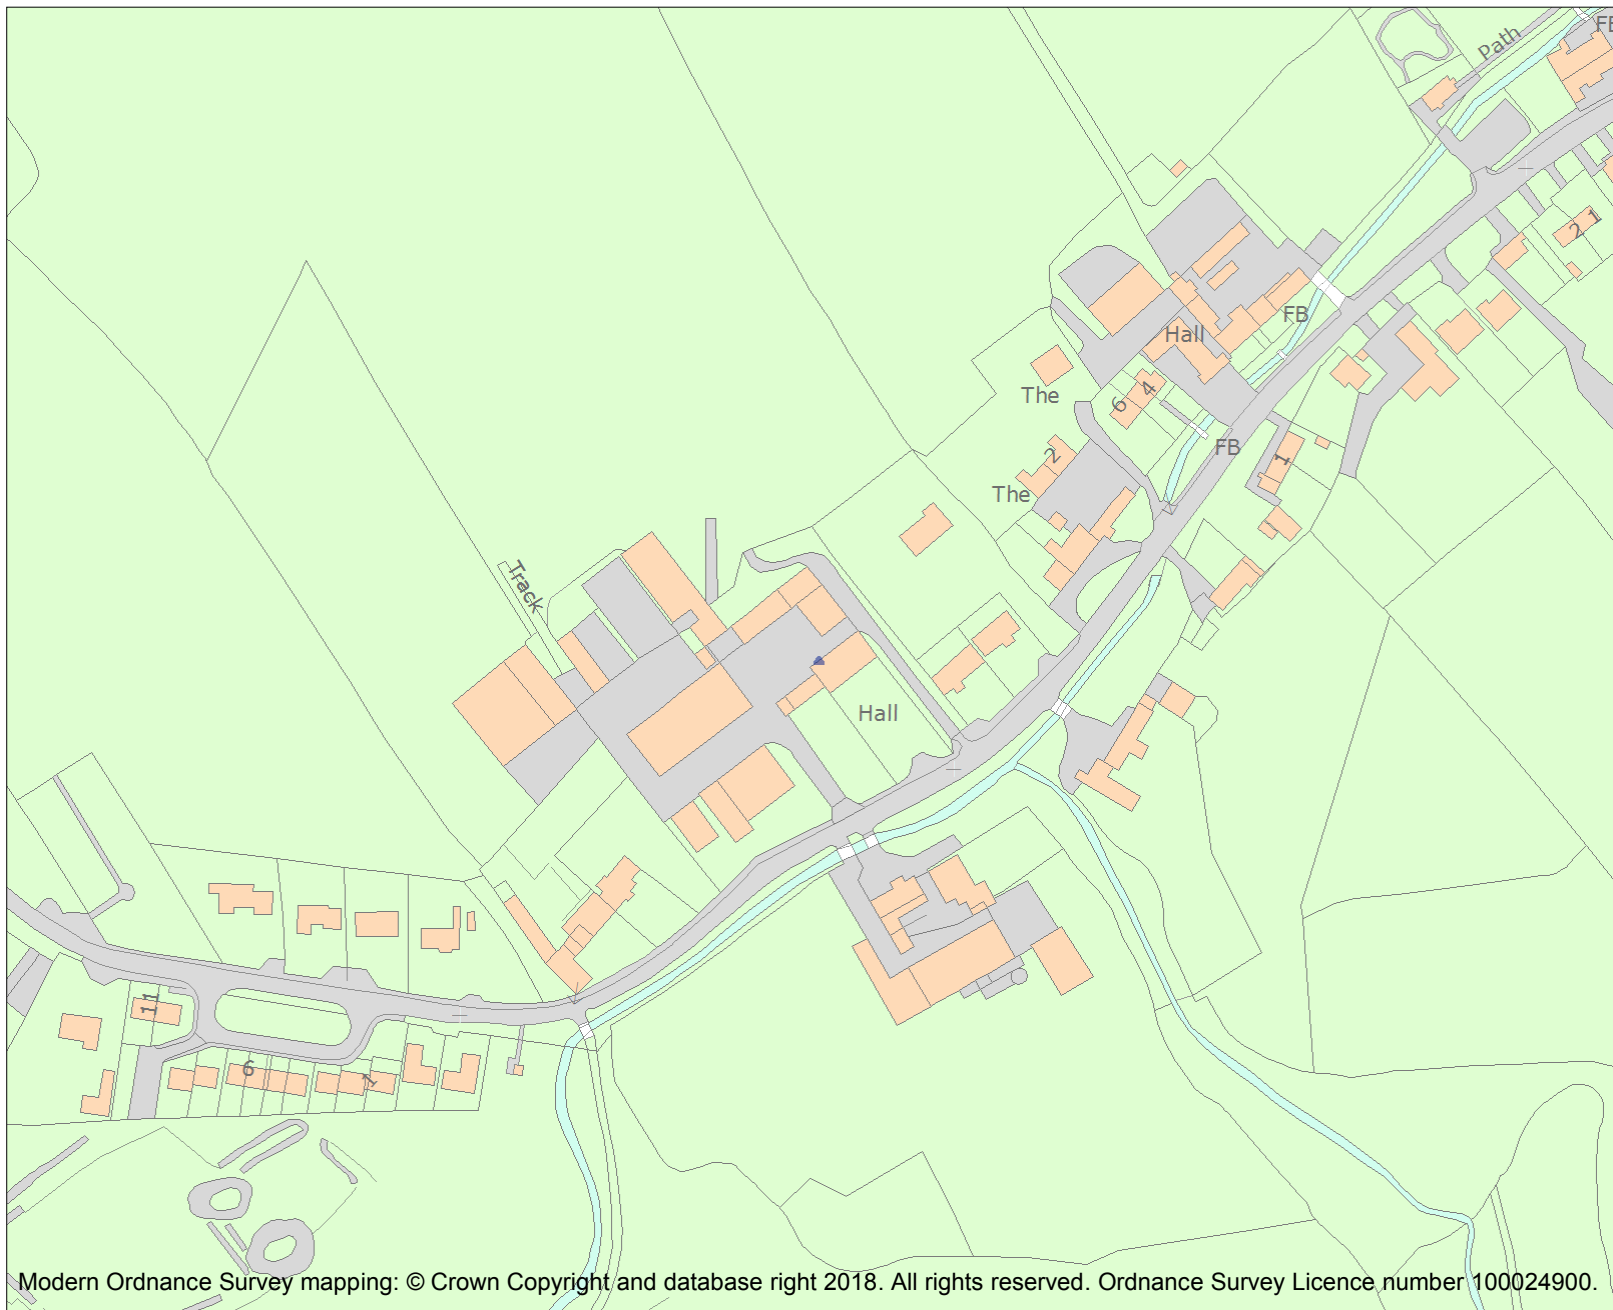 FB
Path
2 1
FB
Hall
The
6 4
FB
2
1
The
Track
Hall
11
6
1
Modern Ordnance Survey mapping: © Crown Copyright and database right 2018. All rights reserved. Ordnance Survey Licence number 100024900.